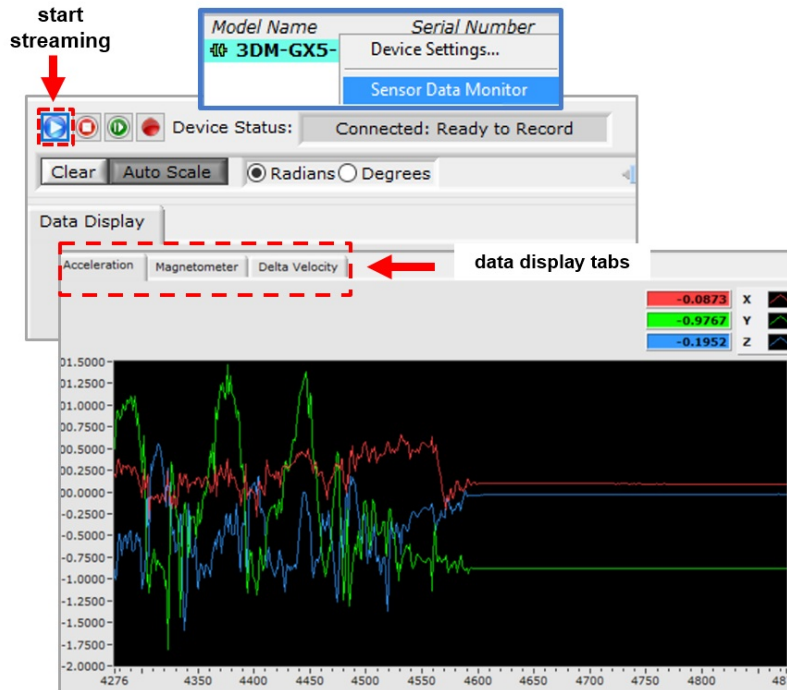 start
streaming
Model Name Serial Number
3DM-GX5-
Device Settings...
Sensor Data Monitor
Device Status: Connected: Ready to Record
Clear Auto Scale Radians Degrees
Data Display
Acceleration Magnetometer Delta Velocity
data display tabs
-0.0873 X
-0.9767 Y
-0.1952 Z
01.5000
01.2500
01.0000
00.7500
00.5000
00.2500
00.0000
-0.2500
-0.5000
-0.7500
-1.0000
-1.2500
-1.5000
-1.7500
-2.0000
4276 4350 4400 4450 4500 4550 4600 4650 4700 4750 4800